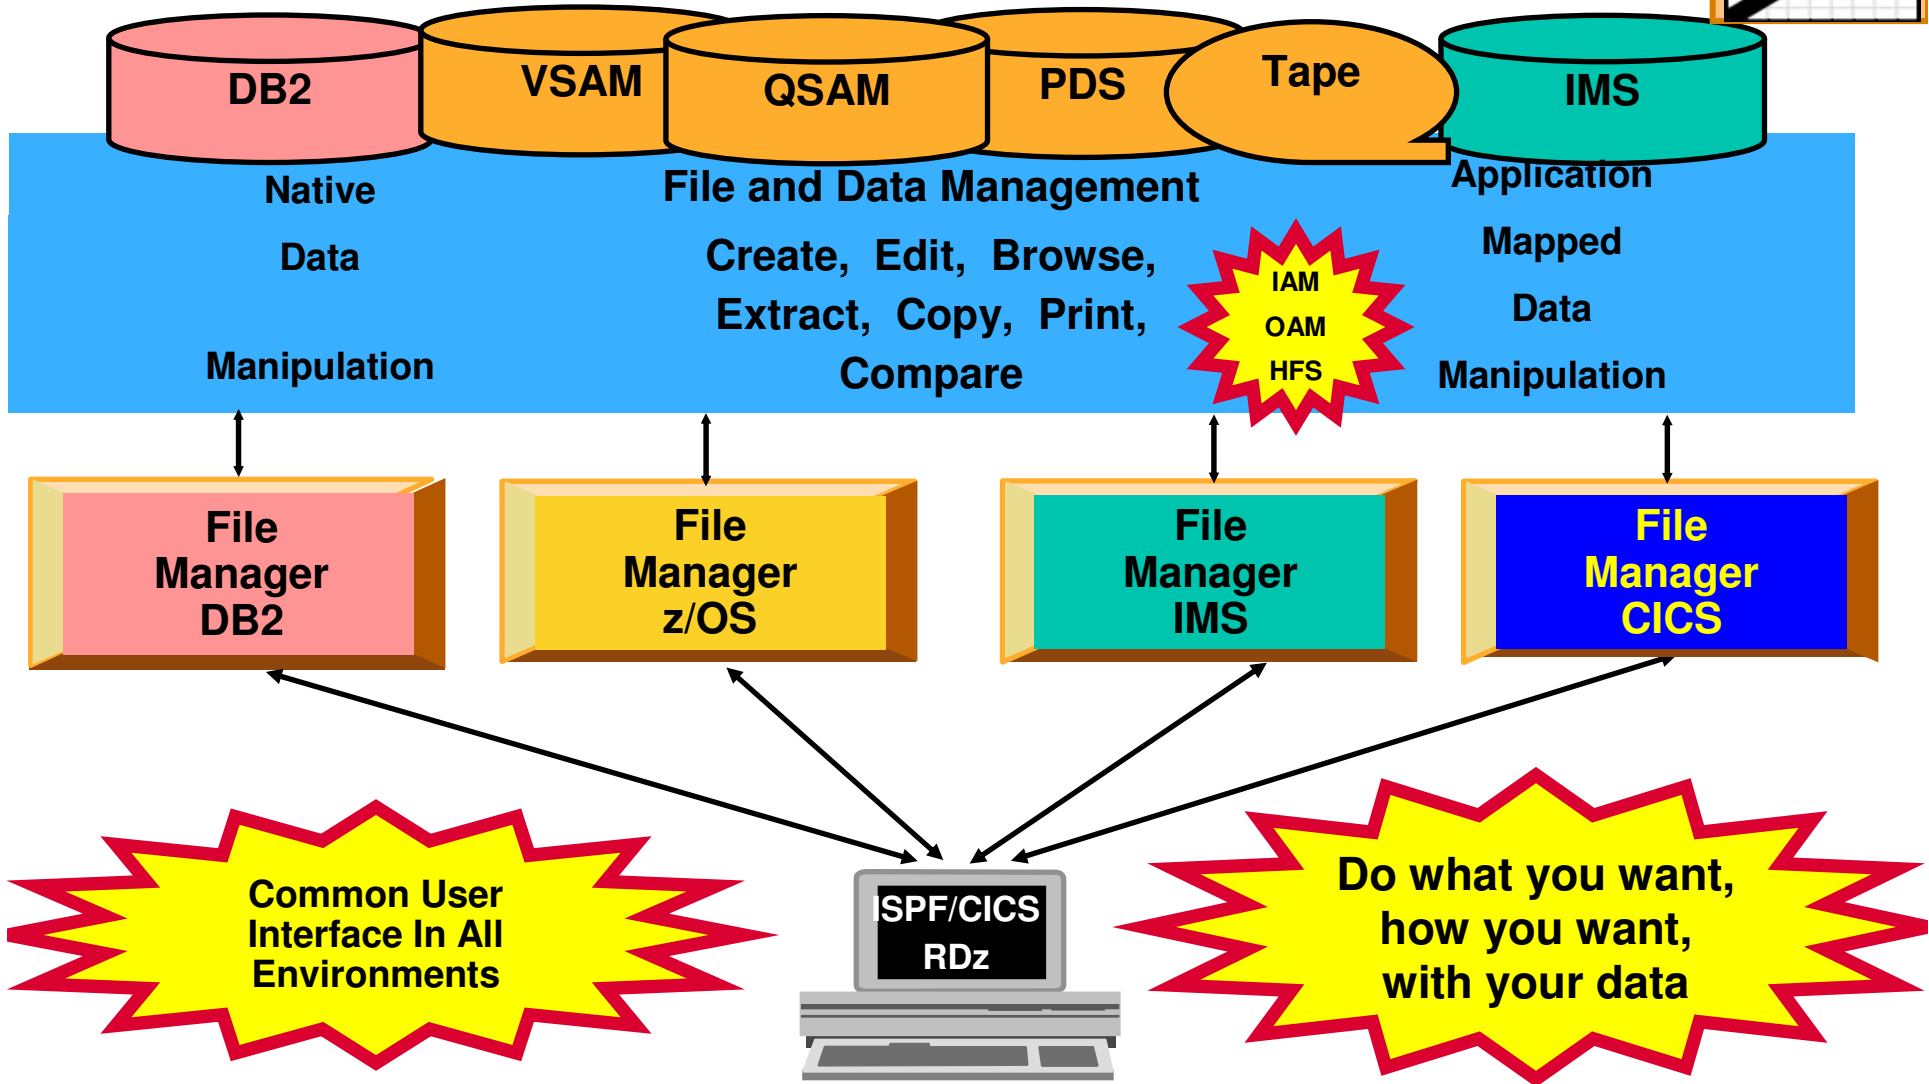 DB2
VSAM
QSAM
PDS
Tape
IMS
Native
Data
Manipulation
File and Data Management
Create, Edit, Browse,
Extract, Copy, Print,
Compare
IAM
OAM
HFS
Application
Mapped
Data
Manipulation
File
Manager
DB2
File
Manager
z/OS
File
Manager
IMS
File
Manager
CICS
Common User
Interface In All
Environments
ISPF/CICS
RDz
Do what you want,
how you want,
with your data